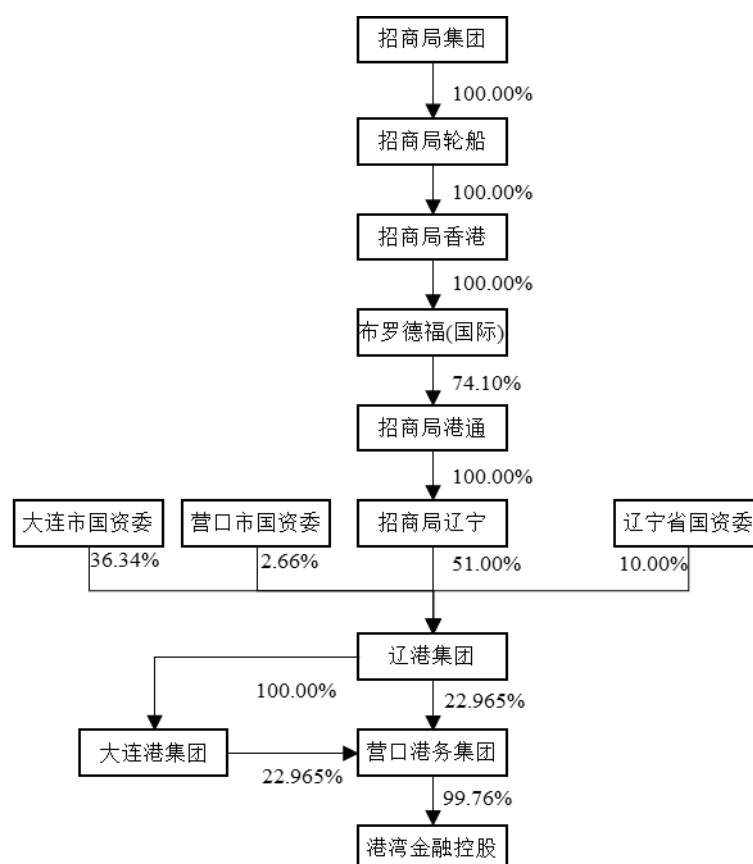 招商局集团
100.00%
招商局轮船
100.00%
招商局香港
100.00%
布罗德福(国际)
74.10%
招商局港通
100.00%
大连市国资委
营口市国资委
招商局辽宁
辽宁省国资委
36.34%
2.66%
51.00%
10.00%
辽港集团
100.00%
22.965%
大连港集团
营口港务集团
22.965%
99.76%
港湾金融控股